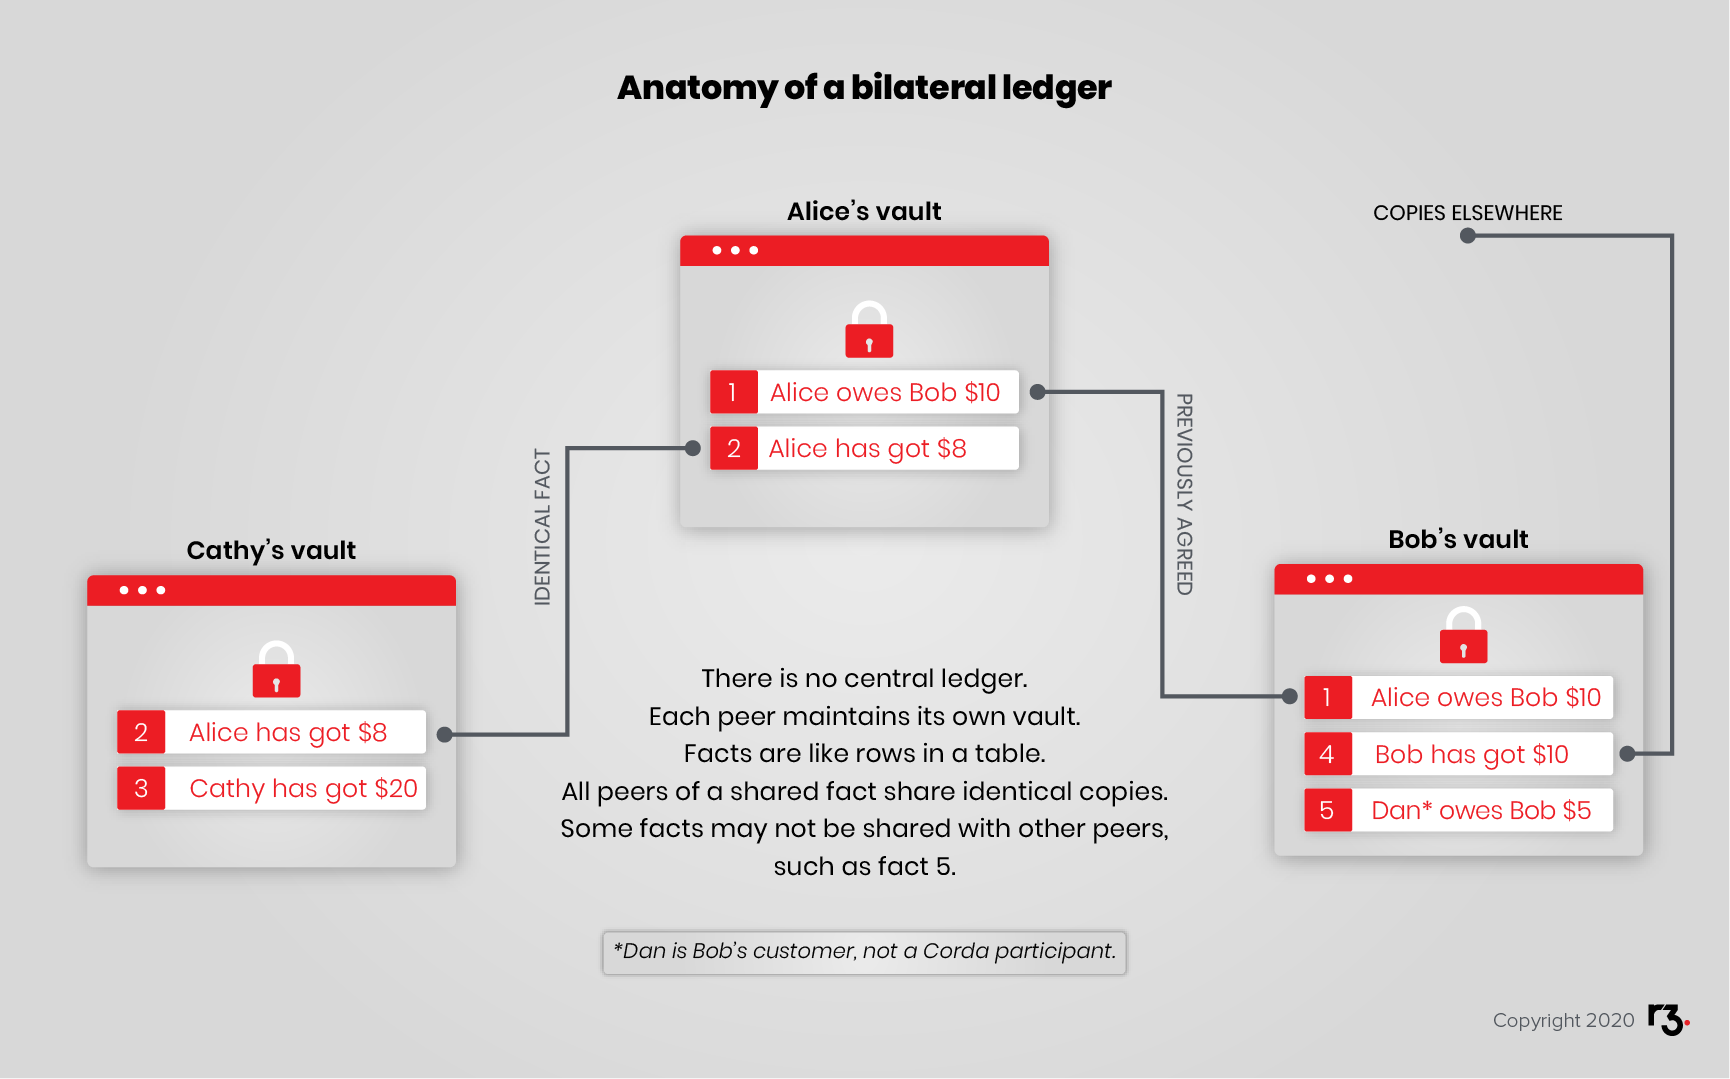 Anatomy of a bilateral ledger
Alice’s vault
1 Alice owes Bob $10
2 Alice has got $8
COPIES ELSEWHERE
IDENTICAL FACT
PREVIOUSLY AGREED
Cathy’s vault
2 Alice has got $8
3 Cathy has got $20
Bob’s vault
1 Alice owes Bob $10
4 Bob has got $10
5 Dan* owes Bob $5
There is no central ledger.
Each peer maintains its own vault.
Facts are like rows in a table.
All peers of a shared fact share identical copies.
Some facts may not be shared with other peers,
such as fact 5.
*Dan is Bob’s customer, not a Corda participant.
Copyright 2020 r3.